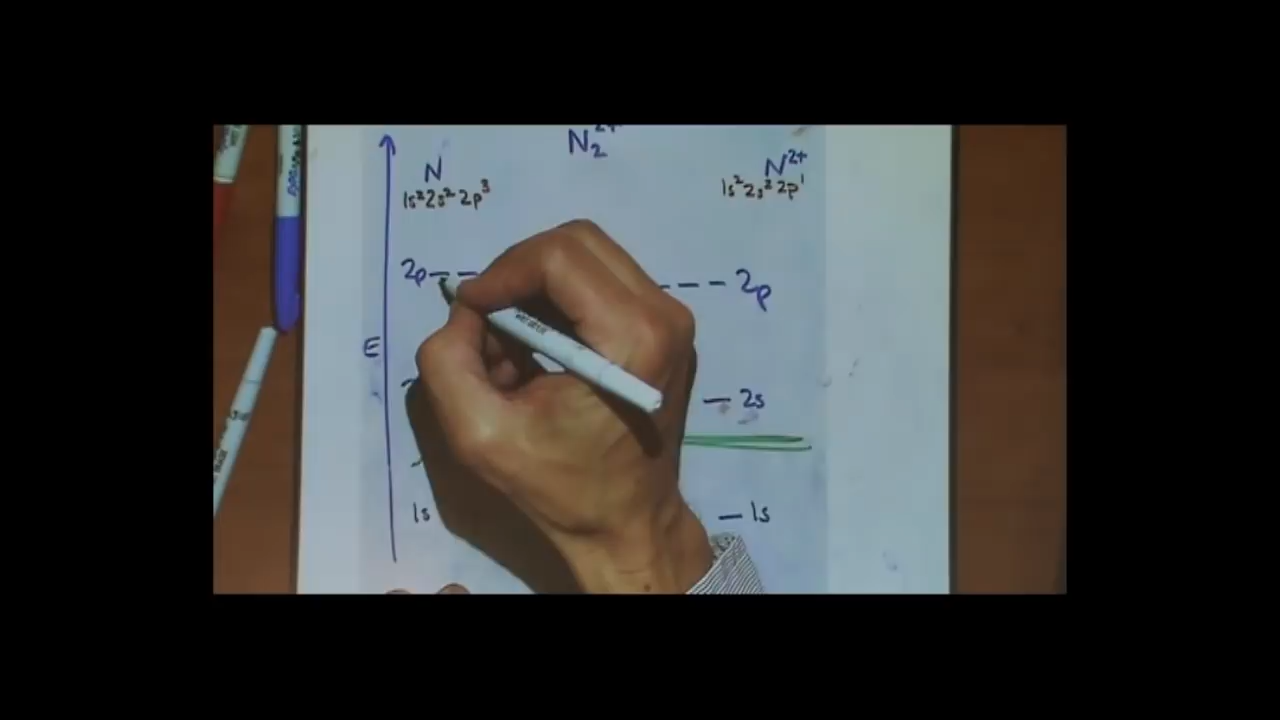 N₂²⁺
N N²⁺
1s²2s²2p³ 1s²2s²2p¹
2p 2p
E
2s
1s 1s